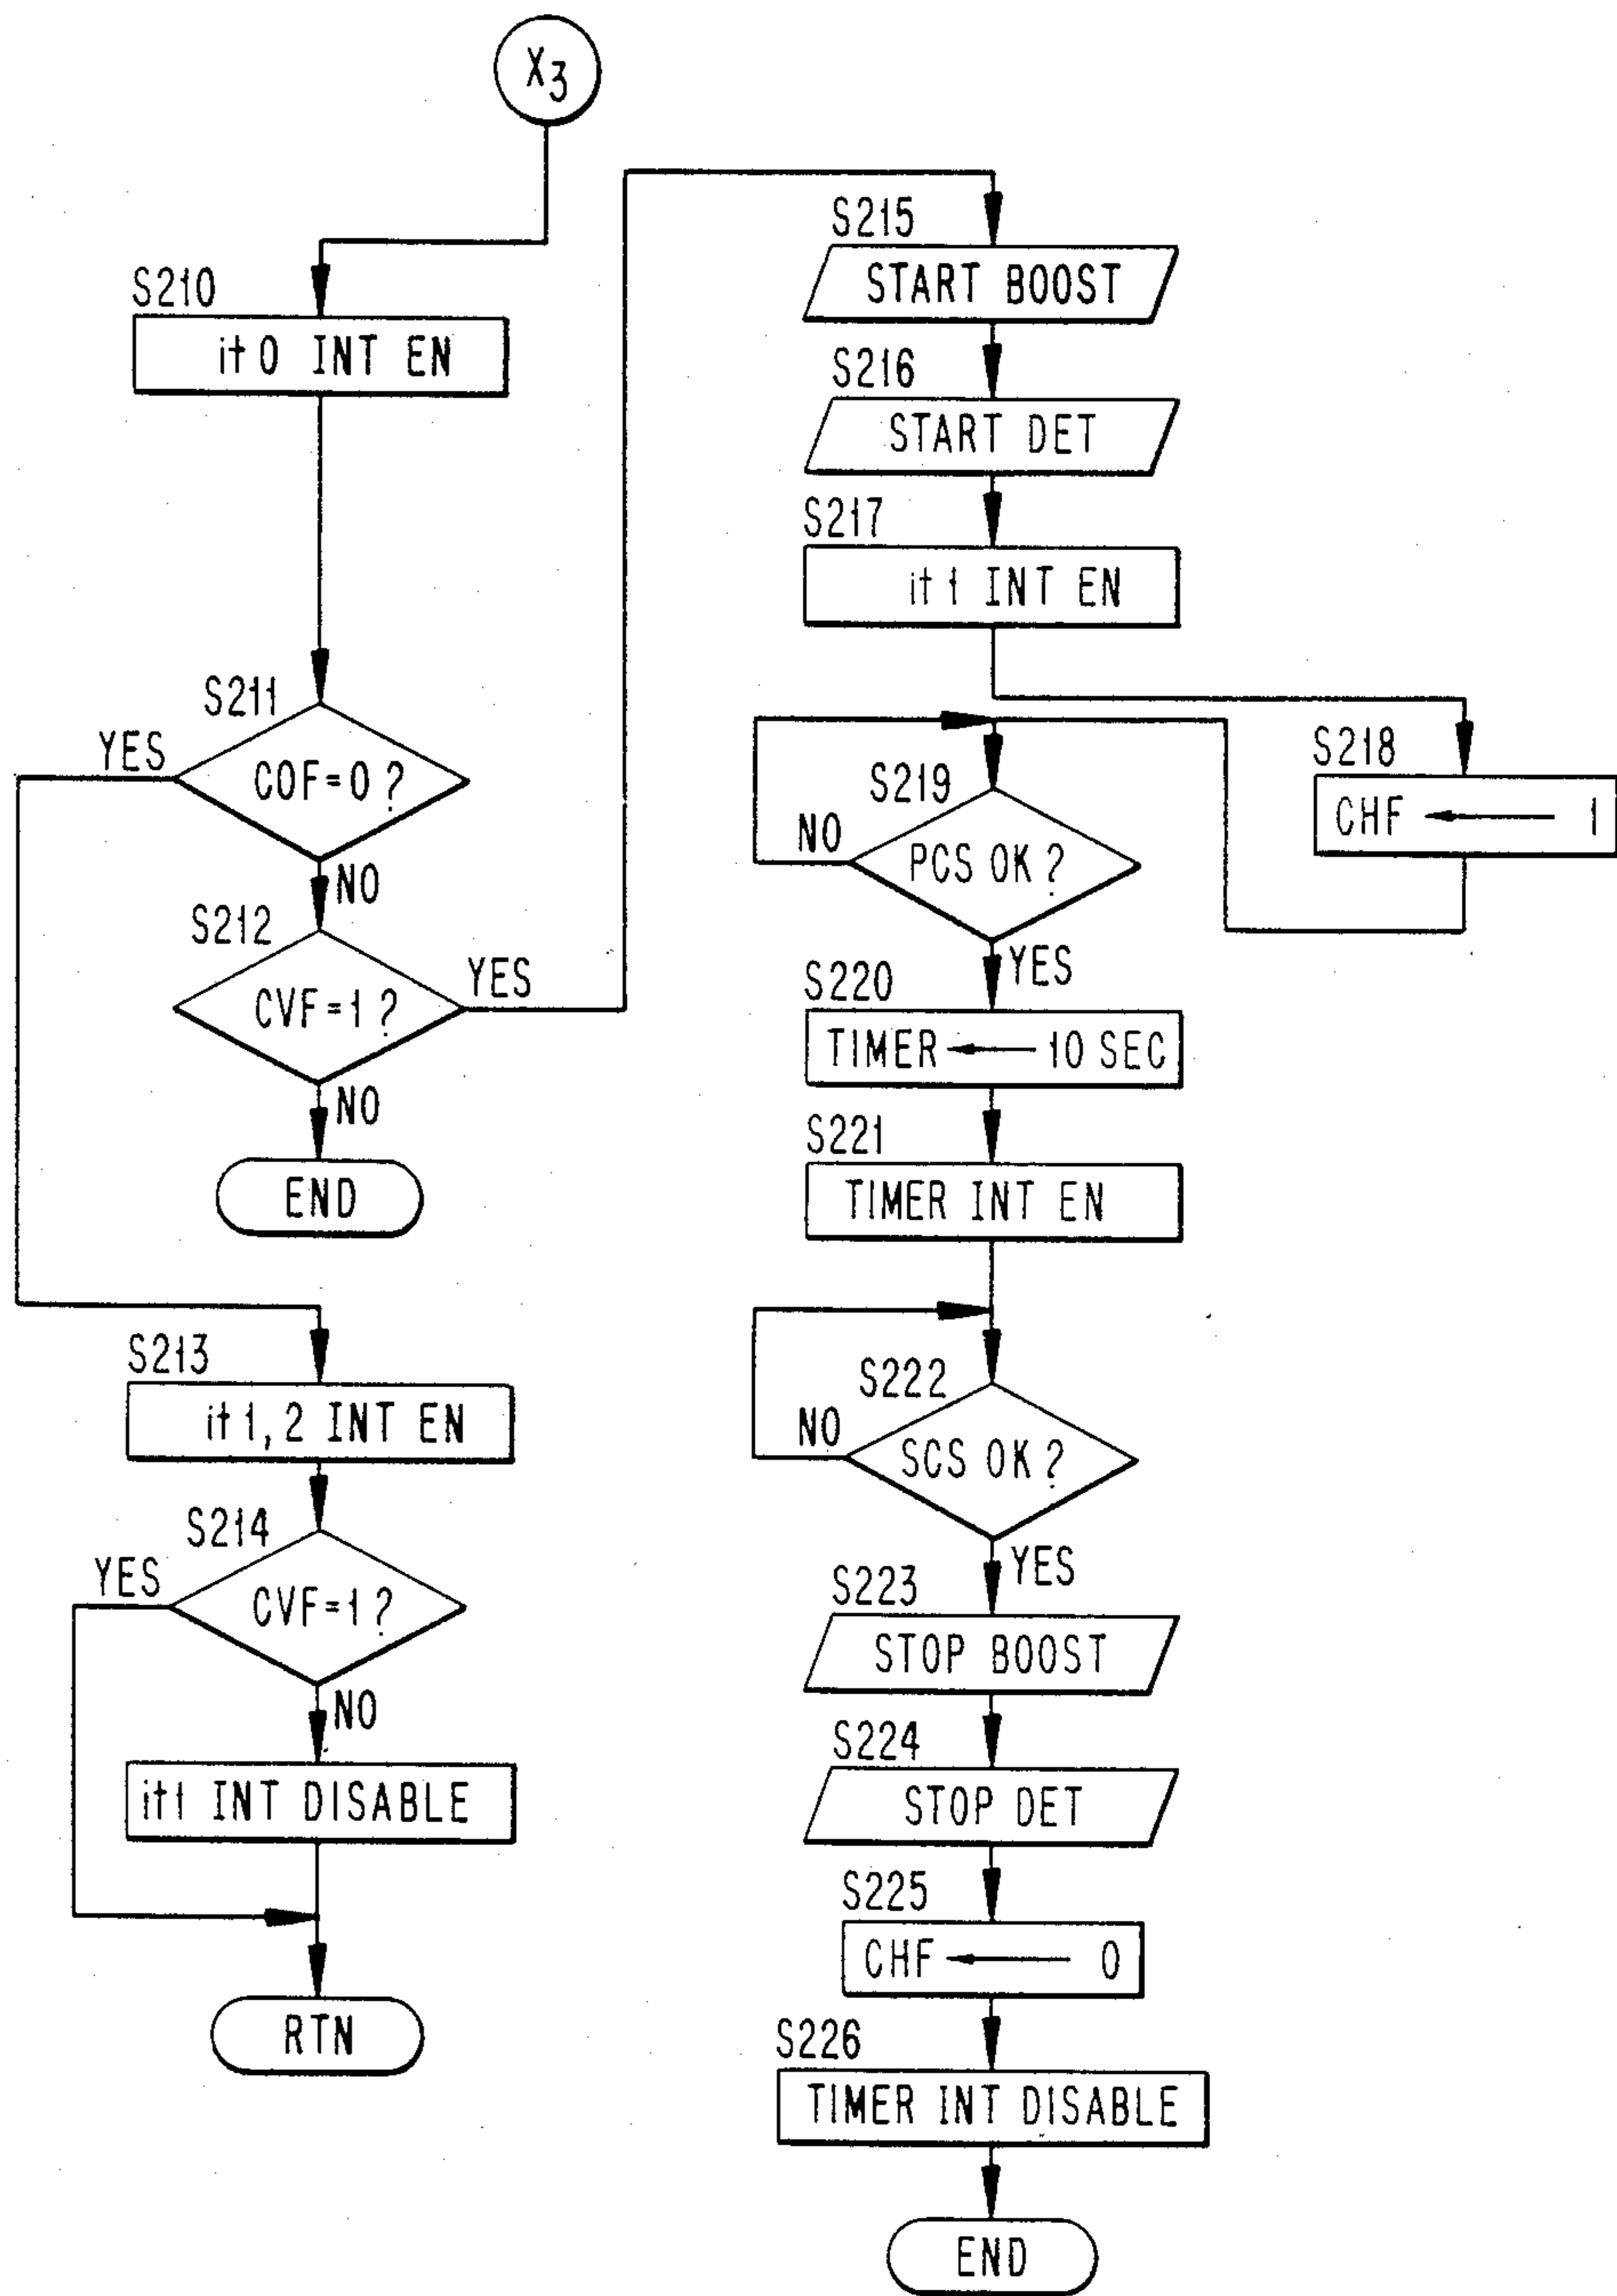 X3
S210
it 0 INT EN
S211
YES
COF=0?
NO
S212
YES
CVF=1?
NO
END
S213
it 1, 2 INT EN
S214
YES
CVF=1?
NO
it1 INT DISABLE
RTN
S215
START BOOST
S216
START DET
S217
it 1 INT EN
S218
CHF ← 1
S219
NO
PCS OK?
YES
S220
TIMER ← 10 SEC
S221
TIMER INT EN
S222
NO
SCS OK?
YES
S223
STOP BOOST
S224
STOP DET
S225
CHF ← 0
S226
TIMER INT DISABLE
END